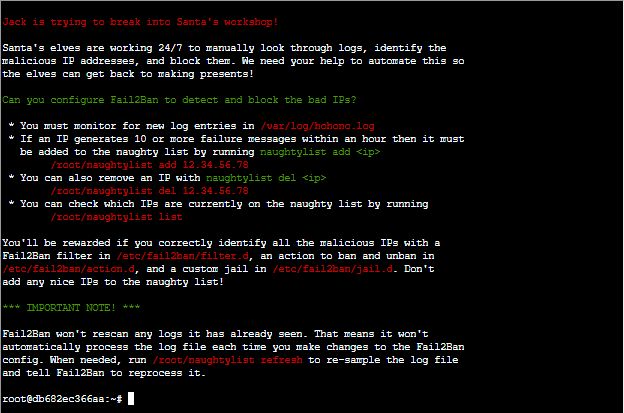 Jack is trying to break into Santa's workshop!
Santa's elves are working 24/7 to manually look through logs, identify the
malicious IP addresses, and block them. We need your help to automate this so
the elves can get back to making presents!
Can you configure Fail2Ban to detect and block the bad IPs?
* You must monitor for new log entries in /var/log/hohono.log
* If an IP generates 10 or more failure messages within an hour then it must
be added to the naughty list by running naughtylist add <ip>
/root/naughtylist add 12.34.56.78
* You can also remove an IP with naughtylist del <ip>
/root/naughtylist del 12.34.56.78
* You can check which IPs are currently on the naughty list by running
/root/naughtylist list
You'll be rewarded if you correctly identify all the malicious IPs with a
Fail2Ban filter in /etc/fail2ban/filter.d, an action to ban and unban in
/etc/fail2ban/action.d, and a custom jail in /etc/fail2ban/jail.d. Don't
add any nice IPs to the naughty list!
*** IMPORTANT NOTE! ***
Fail2Ban won't rescan any logs it has already seen. That means it won't
automatically process the log file each time you make changes to the Fail2Ban
config. When needed, run /root/naughtylist refresh to re-sample the log file
and tell Fail2Ban to reprocess it.
root@db682ec366aa:~#